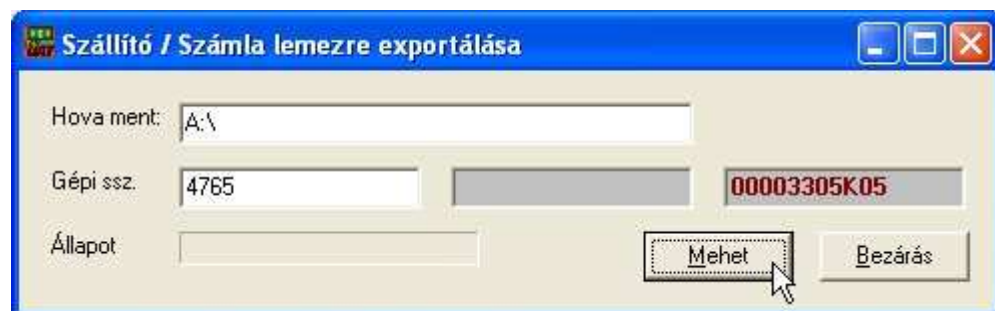 Szállító / Számla lemezre exportálása
Hova ment: A:\
Gépi ssz. 4765 00003305K05
Állapot Mehet Bezárás